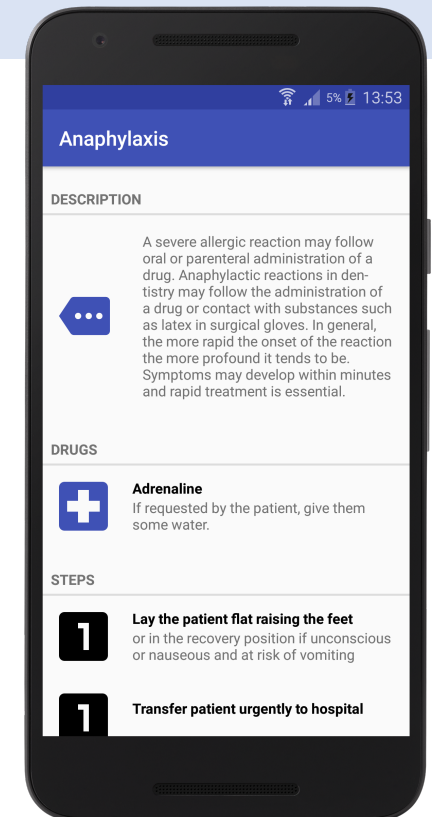 5% 13:53
Anaphylaxis
DESCRIPTION
A severe allergic reaction may follow
oral or parenteral administration of a
drug. Anaphylactic reactions in den-
tistry may follow the administration of
a drug or contact with substances such
as latex in surgical gloves. In general,
the more rapid the onset of the reaction
the more profound it tends to be.
Symptoms may develop within minutes
and rapid treatment is essential.
DRUGS
Adrenaline
If requested by the patient, give them
some water.
STEPS
1
Lay the patient flat raising the feet
or in the recovery position if unconscious
or nauseous and at risk of vomiting
1
Transfer patient urgently to hospital